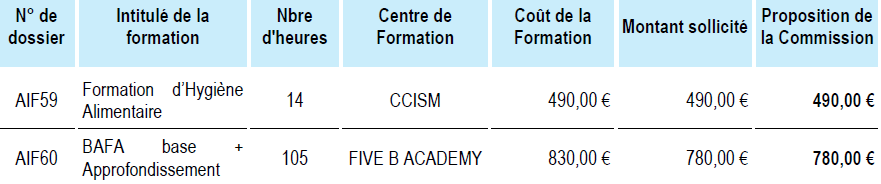 N° de dossier | Intitulé de la formation | Nbre d'heures | Centre de Formation | Coût de la Formation | Montant sollicité | Proposition de la Commission
AIF59 | Formation d’Hygiène Alimentaire | 14 | CCISM | 490,00 € | 490,00 € | 490,00 €
AIF60 | BAFA base + Approfondissement | 105 | FIVE B ACADEMY | 830,00 € | 780,00 € | 780,00 €